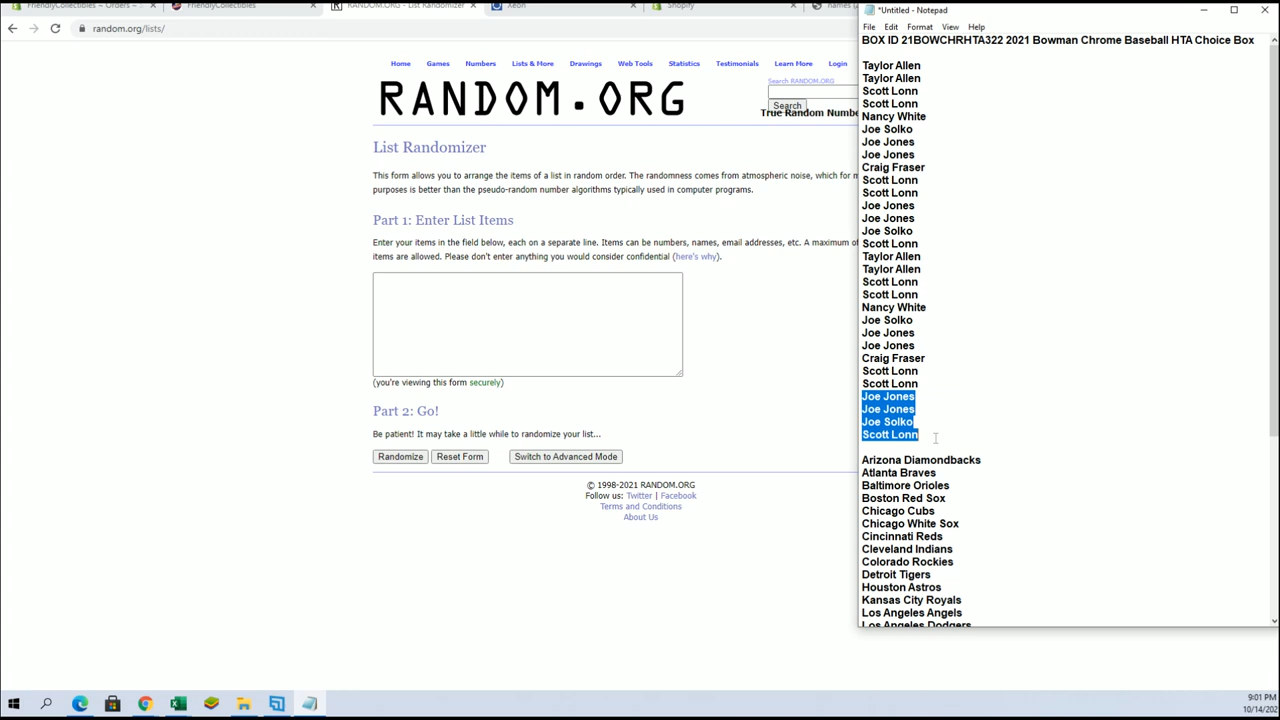 FriendlyCollectibles ~ Orders ~
FriendlyCollectibles
RANDOM.ORG - List Randomizer
Xeon
Shopify
names
random.org/lists/
Home Games Numbers Lists & More Drawings Web Tools Statistics Testimonials Learn More Login
Search RANDOM.ORG
RANDOM.ORG
Search
True Random Numbe
List Randomizer
This form allows you to arrange the items of a list in random order. The randomness comes from atmospheric noise, which for m
purposes is better than the pseudo-random number algorithms typically used in computer programs.
Part 1: Enter List Items
Enter your items in the field below, each on a separate line. Items can be numbers, names, email addresses, etc. A maximum of
items are allowed. Please don't enter anything you would consider confidential (here's why).
(you're viewing this form securely)
Part 2: Go!
Be patient! It may take a little while to randomize your list...
Randomize Reset Form Switch to Advanced Mode
© 1998-2021 RANDOM.ORG
Follow us: Twitter | Facebook
Terms and Conditions
About Us
*Untitled - Notepad
File Edit Format View Help
BOX ID 21BOWCHRHTA322 2021 Bowman Chrome Baseball HTA Choice Box
Taylor Allen
Taylor Allen
Scott Lonn
Scott Lonn
Nancy White
Joe Solko
Joe Jones
Joe Jones
Craig Fraser
Scott Lonn
Scott Lonn
Joe Jones
Joe Jones
Joe Solko
Scott Lonn
Taylor Allen
Taylor Allen
Scott Lonn
Scott Lonn
Nancy White
Joe Solko
Joe Jones
Joe Jones
Craig Fraser
Scott Lonn
Scott Lonn
Joe Jones
Joe Jones
Joe Solko
Scott Lonn
Arizona Diamondbacks
Atlanta Braves
Baltimore Orioles
Boston Red Sox
Chicago Cubs
Chicago White Sox
Cincinnati Reds
Cleveland Indians
Colorado Rockies
Detroit Tigers
Houston Astros
Kansas City Royals
Los Angeles Angels
Los Angeles Dodgers
9:01 PM
10/14/202